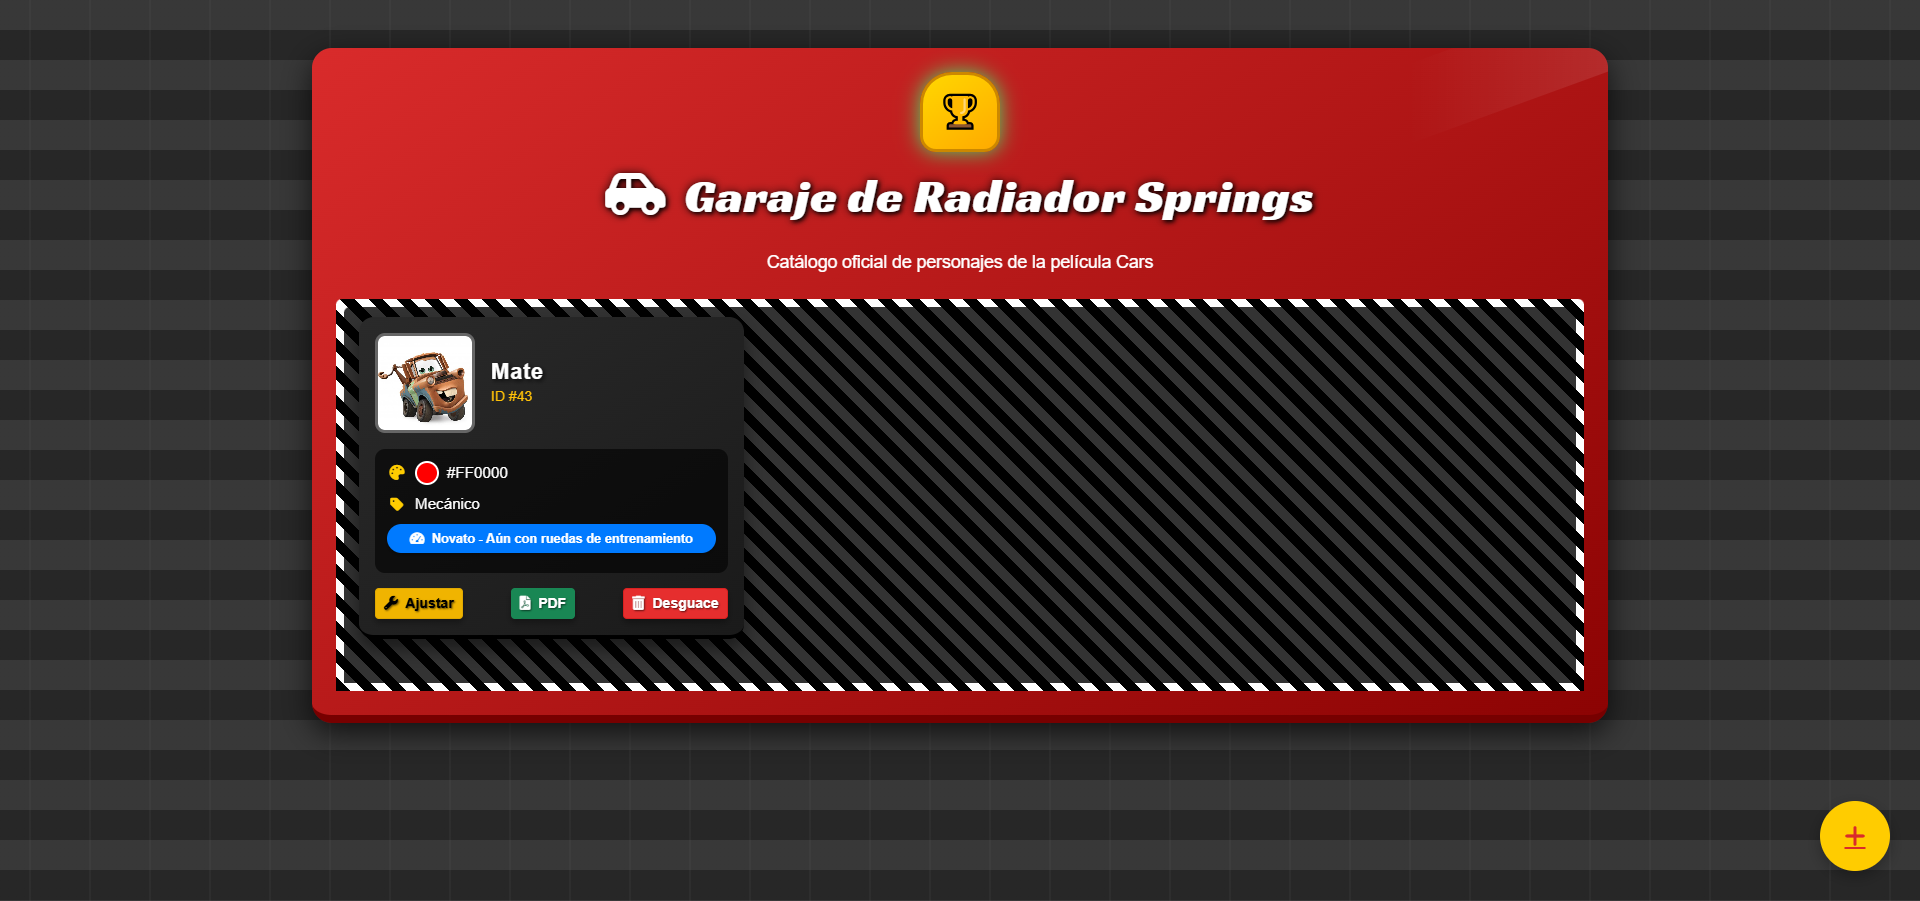 Garaje de Radiador Springs
Catálogo oficial de personajes de la película Cars
Mate
ID #43
#FF0000
Mecánico
Novato - Aún con ruedas de entrenamiento
Ajustar PDF Desguace